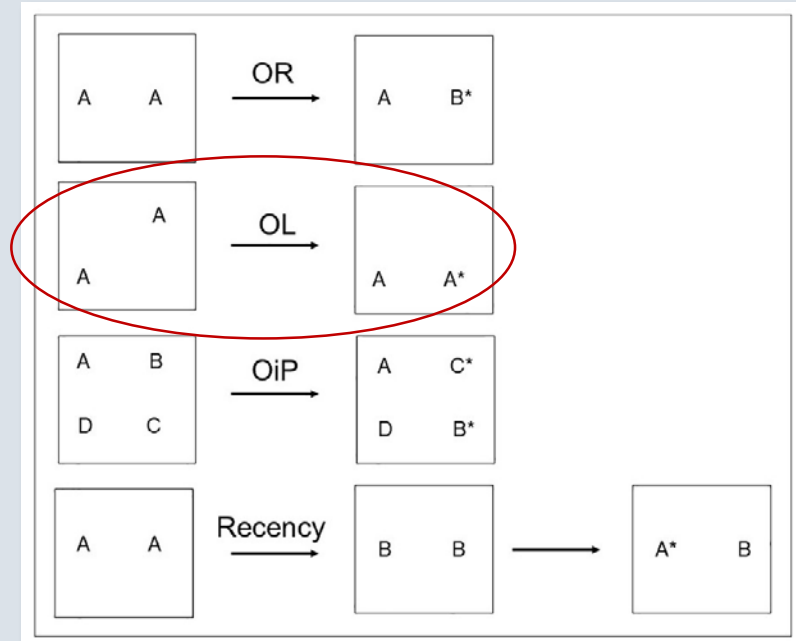 OR
A A
A B*
A
OL
A
A A*
A B
OiP
A C*
D C
D B*
Recency
A A
B B
A* B